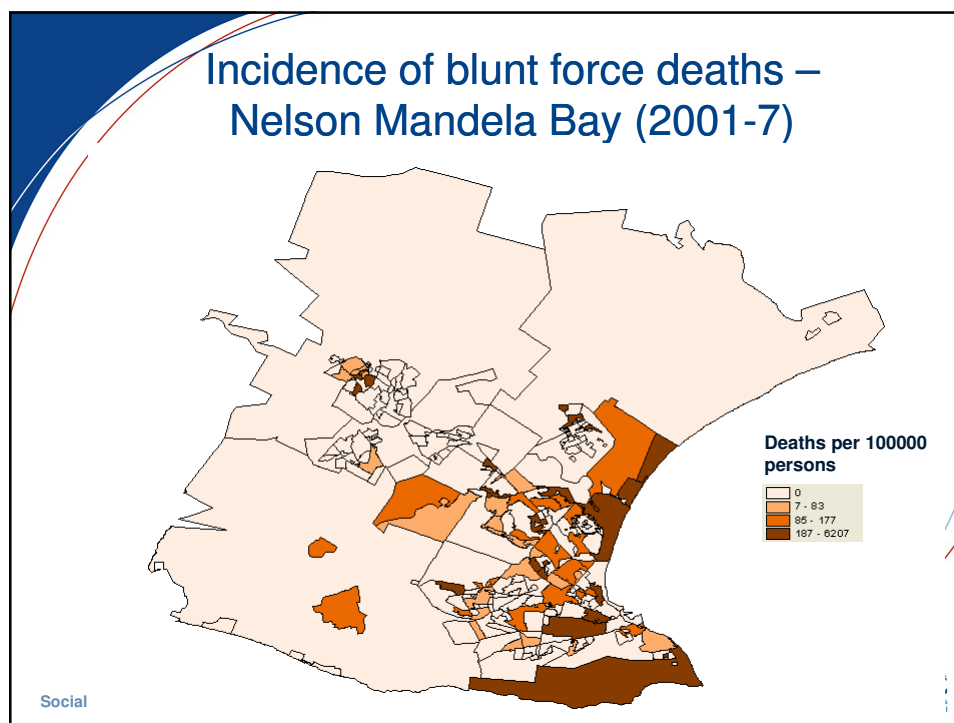 Incidence of blunt force deaths –
Nelson Mandela Bay (2001-7)
Deaths per 100000
persons
0
7 - 83
85 - 177
187 - 6207
Social